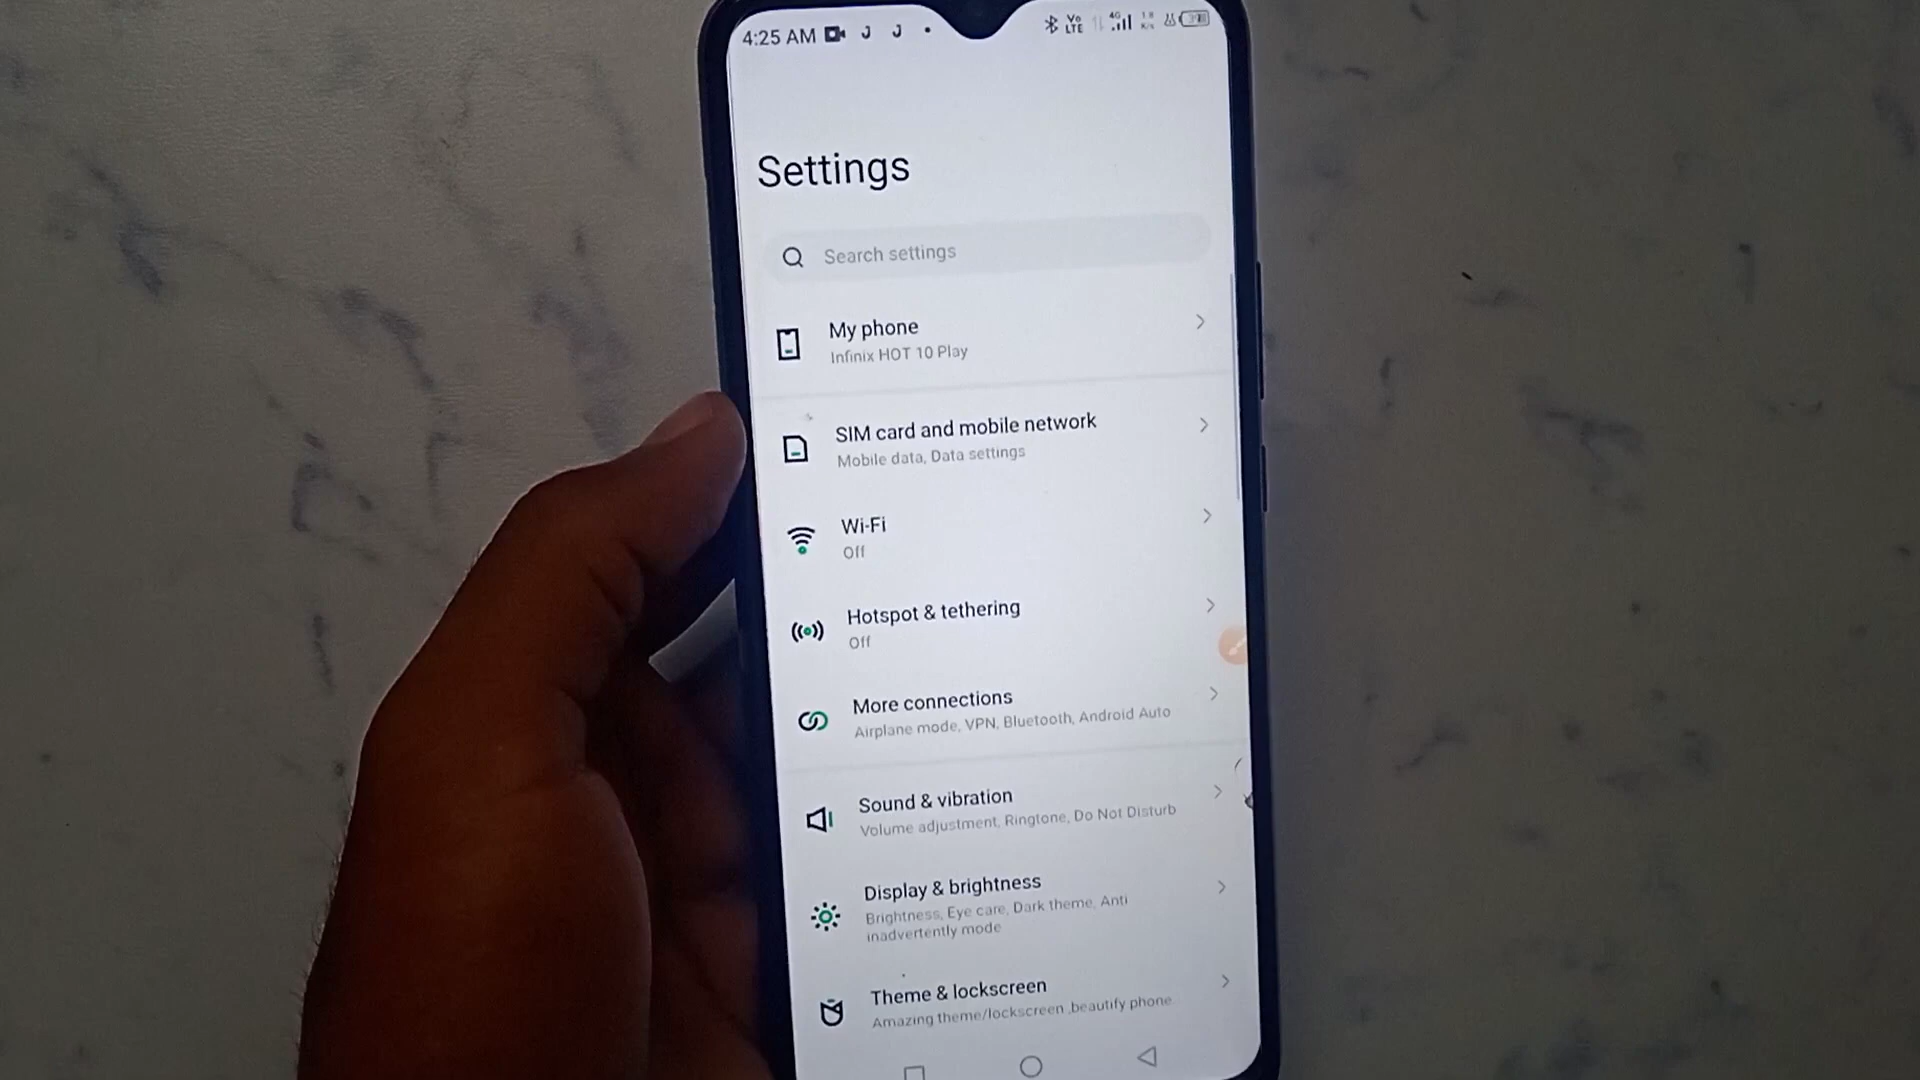 4:25 AM
Vo
LTE
4G
Settings
Search settings
My phone
Infinix HOT 10 Play
SIM card and mobile network
Mobile data, Data settings
Wi-Fi
Off
Hotspot & tethering
Off
More connections
Airplane mode, VPN, Bluetooth, Android Auto
Sound & vibration
Volume adjustment, Ringtone, Do Not Disturb
Display & brightness
Brightness, Eye care, Dark theme, Anti
inadvertently mode
Theme & lockscreen
Amazing theme/lockscreen ,beautify phone